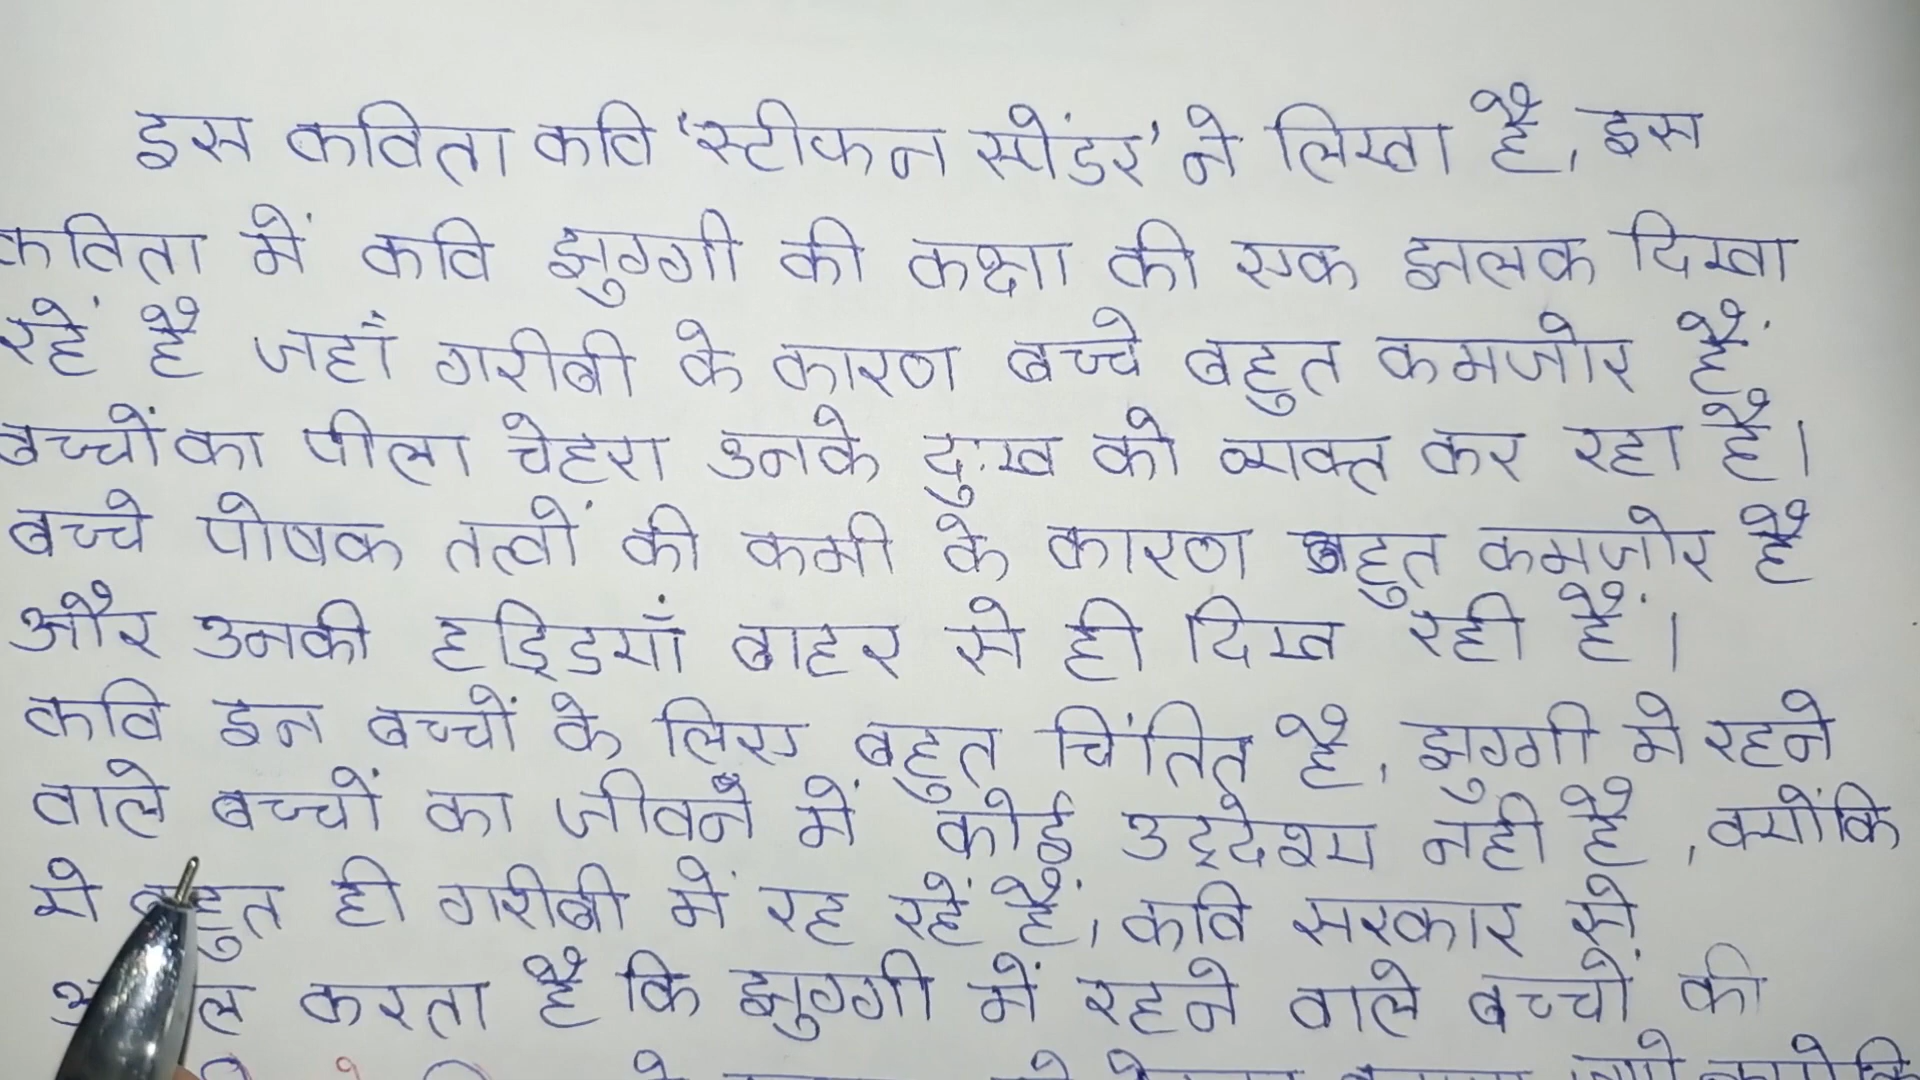 इस कविता कवि 'स्टीफन स्पेंडर' ने लिखा है, इस
कविता में कवि झुग्गी की कक्षा की एक झलक दिखा
रहें है जहाँ गरीबी के कारण बच्चे बहुत कमजोर हैं,
बच्चों का पीला चेहरा उनके दुःख को व्यक्त कर रहा है।
बच्चे पोषक तत्वों की कमी के कारण बहुत कमजोर है
और उनकी हड्डियाँ बाहर से ही दिख रही हैं।
कवि इन बच्चों के लिए बहुत चिंतित है, झुग्गी मे रहने
वाले बच्चों का जीवने में कोई उद्देश्य नही है, क्योंकि
ये बहुत ही गरीबी में रह रहें हैं, कवि सरकार से
करता है कि झुग्गी में रहने वाले बच्चों की